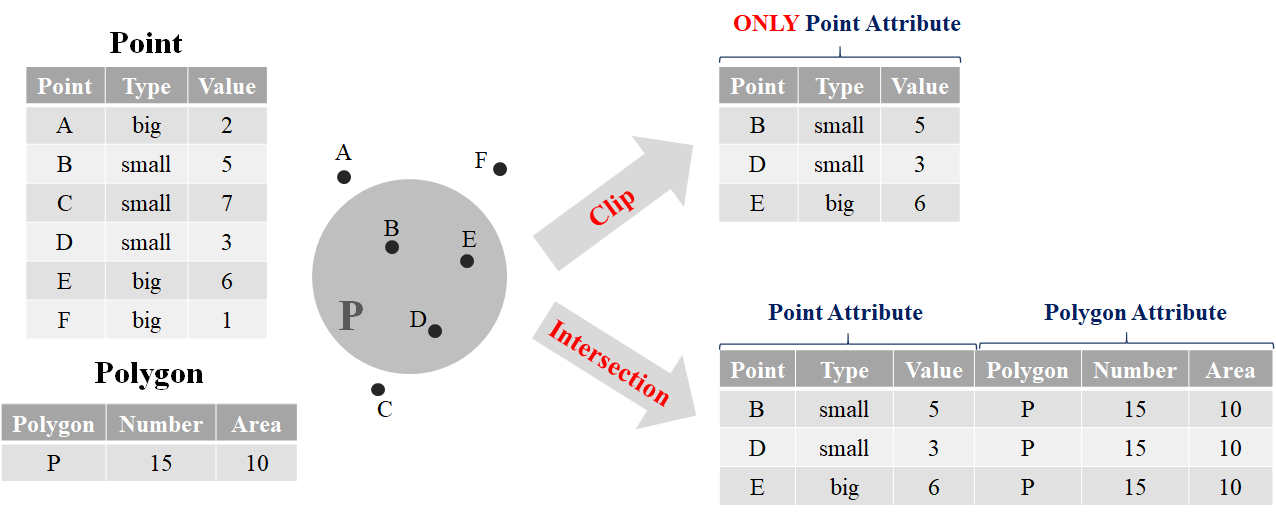 Point
Point Type Value
A big 2
B small 5
C small 7
D small 3
E big 6
F big 1
Polygon
Polygon Number Area
P 15 10
A
F
B
E
P
D
C
Clip
Intersection
ONLY Point Attribute
Point Type Value
B small 5
D small 3
E big 6
Point Attribute Polygon Attribute
Point Type Value Polygon Number Area
B small 5 P 15 10
D small 3 P 15 10
E big 6 P 15 10